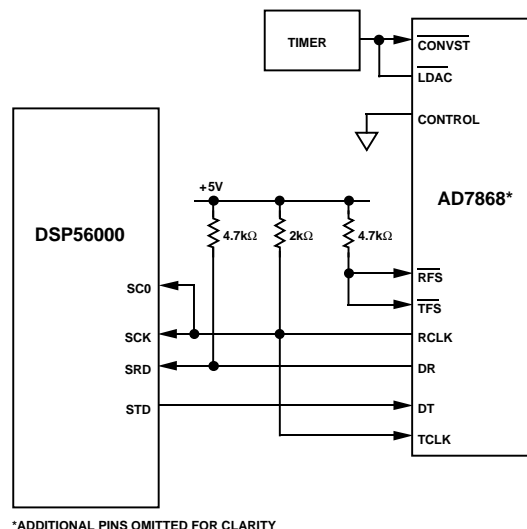 TIMER
CONVST
LDAC
CONTROL
+5V
DSP56000
4.7kΩ
2kΩ
4.7kΩ
AD7868*
SC0
RFS
TFS
SCK
RCLK
SRD
DR
STD
DT
TCLK
*ADDITIONAL PINS OMITTED FOR CLARITY